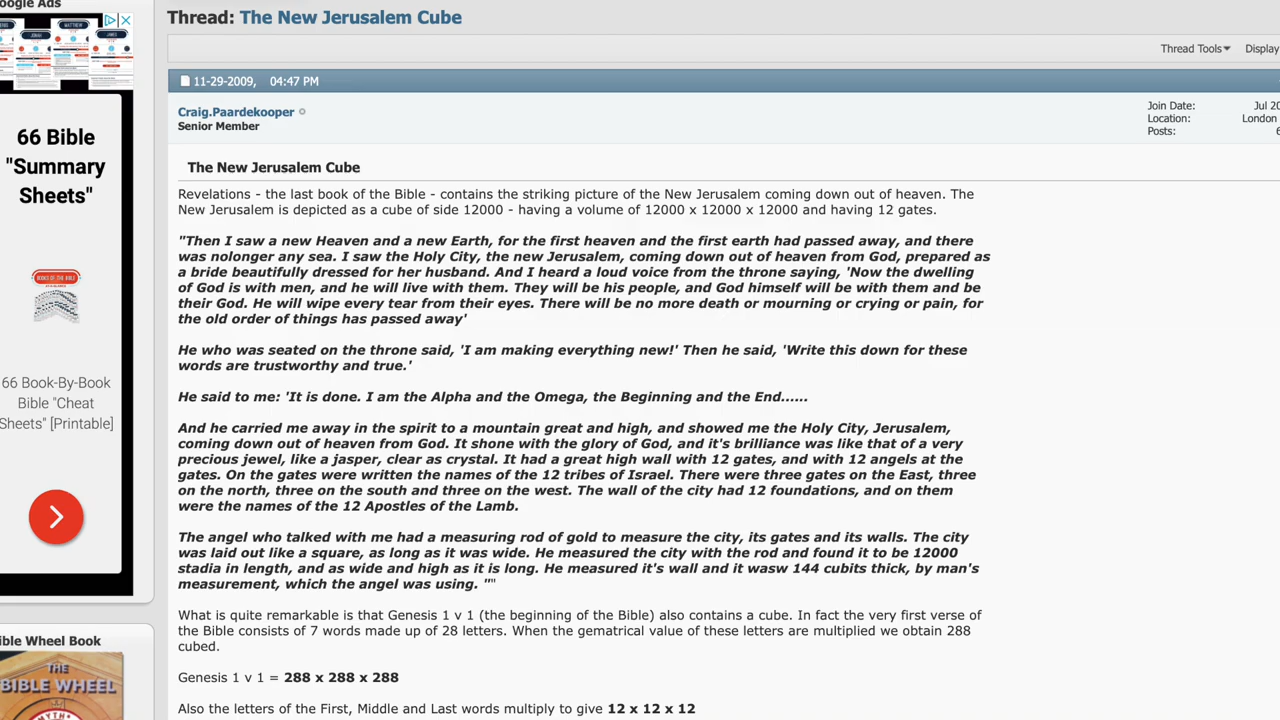 oogle Ads
Thread: The New Jerusalem Cube
MATTHEW
JONAH
JAMES
Display
11-29-2009, 04:47 PM
Craig.Paardekooper
Senior Member
Join Date: Jul 20
Location: London
Posts: 6
66 Bible
"Summary
Sheets"
The New Jerusalem Cube
Revelations - the last book of the Bible - contains the striking picture of the New Jerusalem coming down out of heaven. The
New Jerusalem is depicted as a cube of side 12000 - having a volume of 12000 x 12000 x 12000 and having 12 gates.
"Then I saw a new Heaven and a new Earth, for the first heaven and the first earth had passed away, and there
was nolonger any sea. I saw the Holy City, the new Jerusalem, coming down out of heaven from God, prepared as
a bride beautifully dressed for her husband. And I heard a loud voice from the throne saying, 'Now the dwelling
of God is with men, and he will live with them. They will be his people, and God himself will be with them and be
their God. He will wipe every tear from their eyes. There will be no more death or mourning or crying or pain, for
the old order of things has passed away'
He who was seated on the throne said, 'I am making everything new!' Then he said, 'Write this down for these
words are trustworthy and true.'
He said to me: 'It is done. I am the Alpha and the Omega, the Beginning and the End......
And he carried me away in the spirit to a mountain great and high, and showed me the Holy City, Jerusalem,
coming down out of heaven from God. It shone with the glory of God, and it's brilliance was like that of a very
precious jewel, like a jasper, clear as crystal. It had a great high wall with 12 gates, and with 12 angels at the
gates. On the gates were written the names of the 12 tribes of Israel. There were three gates on the East, three
on the north, three on the south and three on the west. The wall of the city had 12 foundations, and on them
were the names of the 12 Apostles of the Lamb.
The angel who talked with me had a measuring rod of gold to measure the city, its gates and its walls. The city
was laid out like a square, as long as it was wide. He measured the city with the rod and found it to be 12000
stadia in length, and as wide and high as it is long. He measured it's wall and it wasw 144 cubits thick, by man's
measurement, which the angel was using. ""
66 Book-By-Book
Bible "Cheat
Sheets" [Printable]
What is quite remarkable is that Genesis 1 v 1 (the beginning of the Bible) also contains a cube. In fact the very first verse of
the Bible consists of 7 words made up of 28 letters. When the gematrical value of these letters are multiplied we obtain 288
cubed.
Genesis 1 v 1 = 288 x 288 x 288
Also the letters of the First, Middle and Last words multiply to give 12 x 12 x 12
ible Wheel Book
THE
BIBLE WHEEL